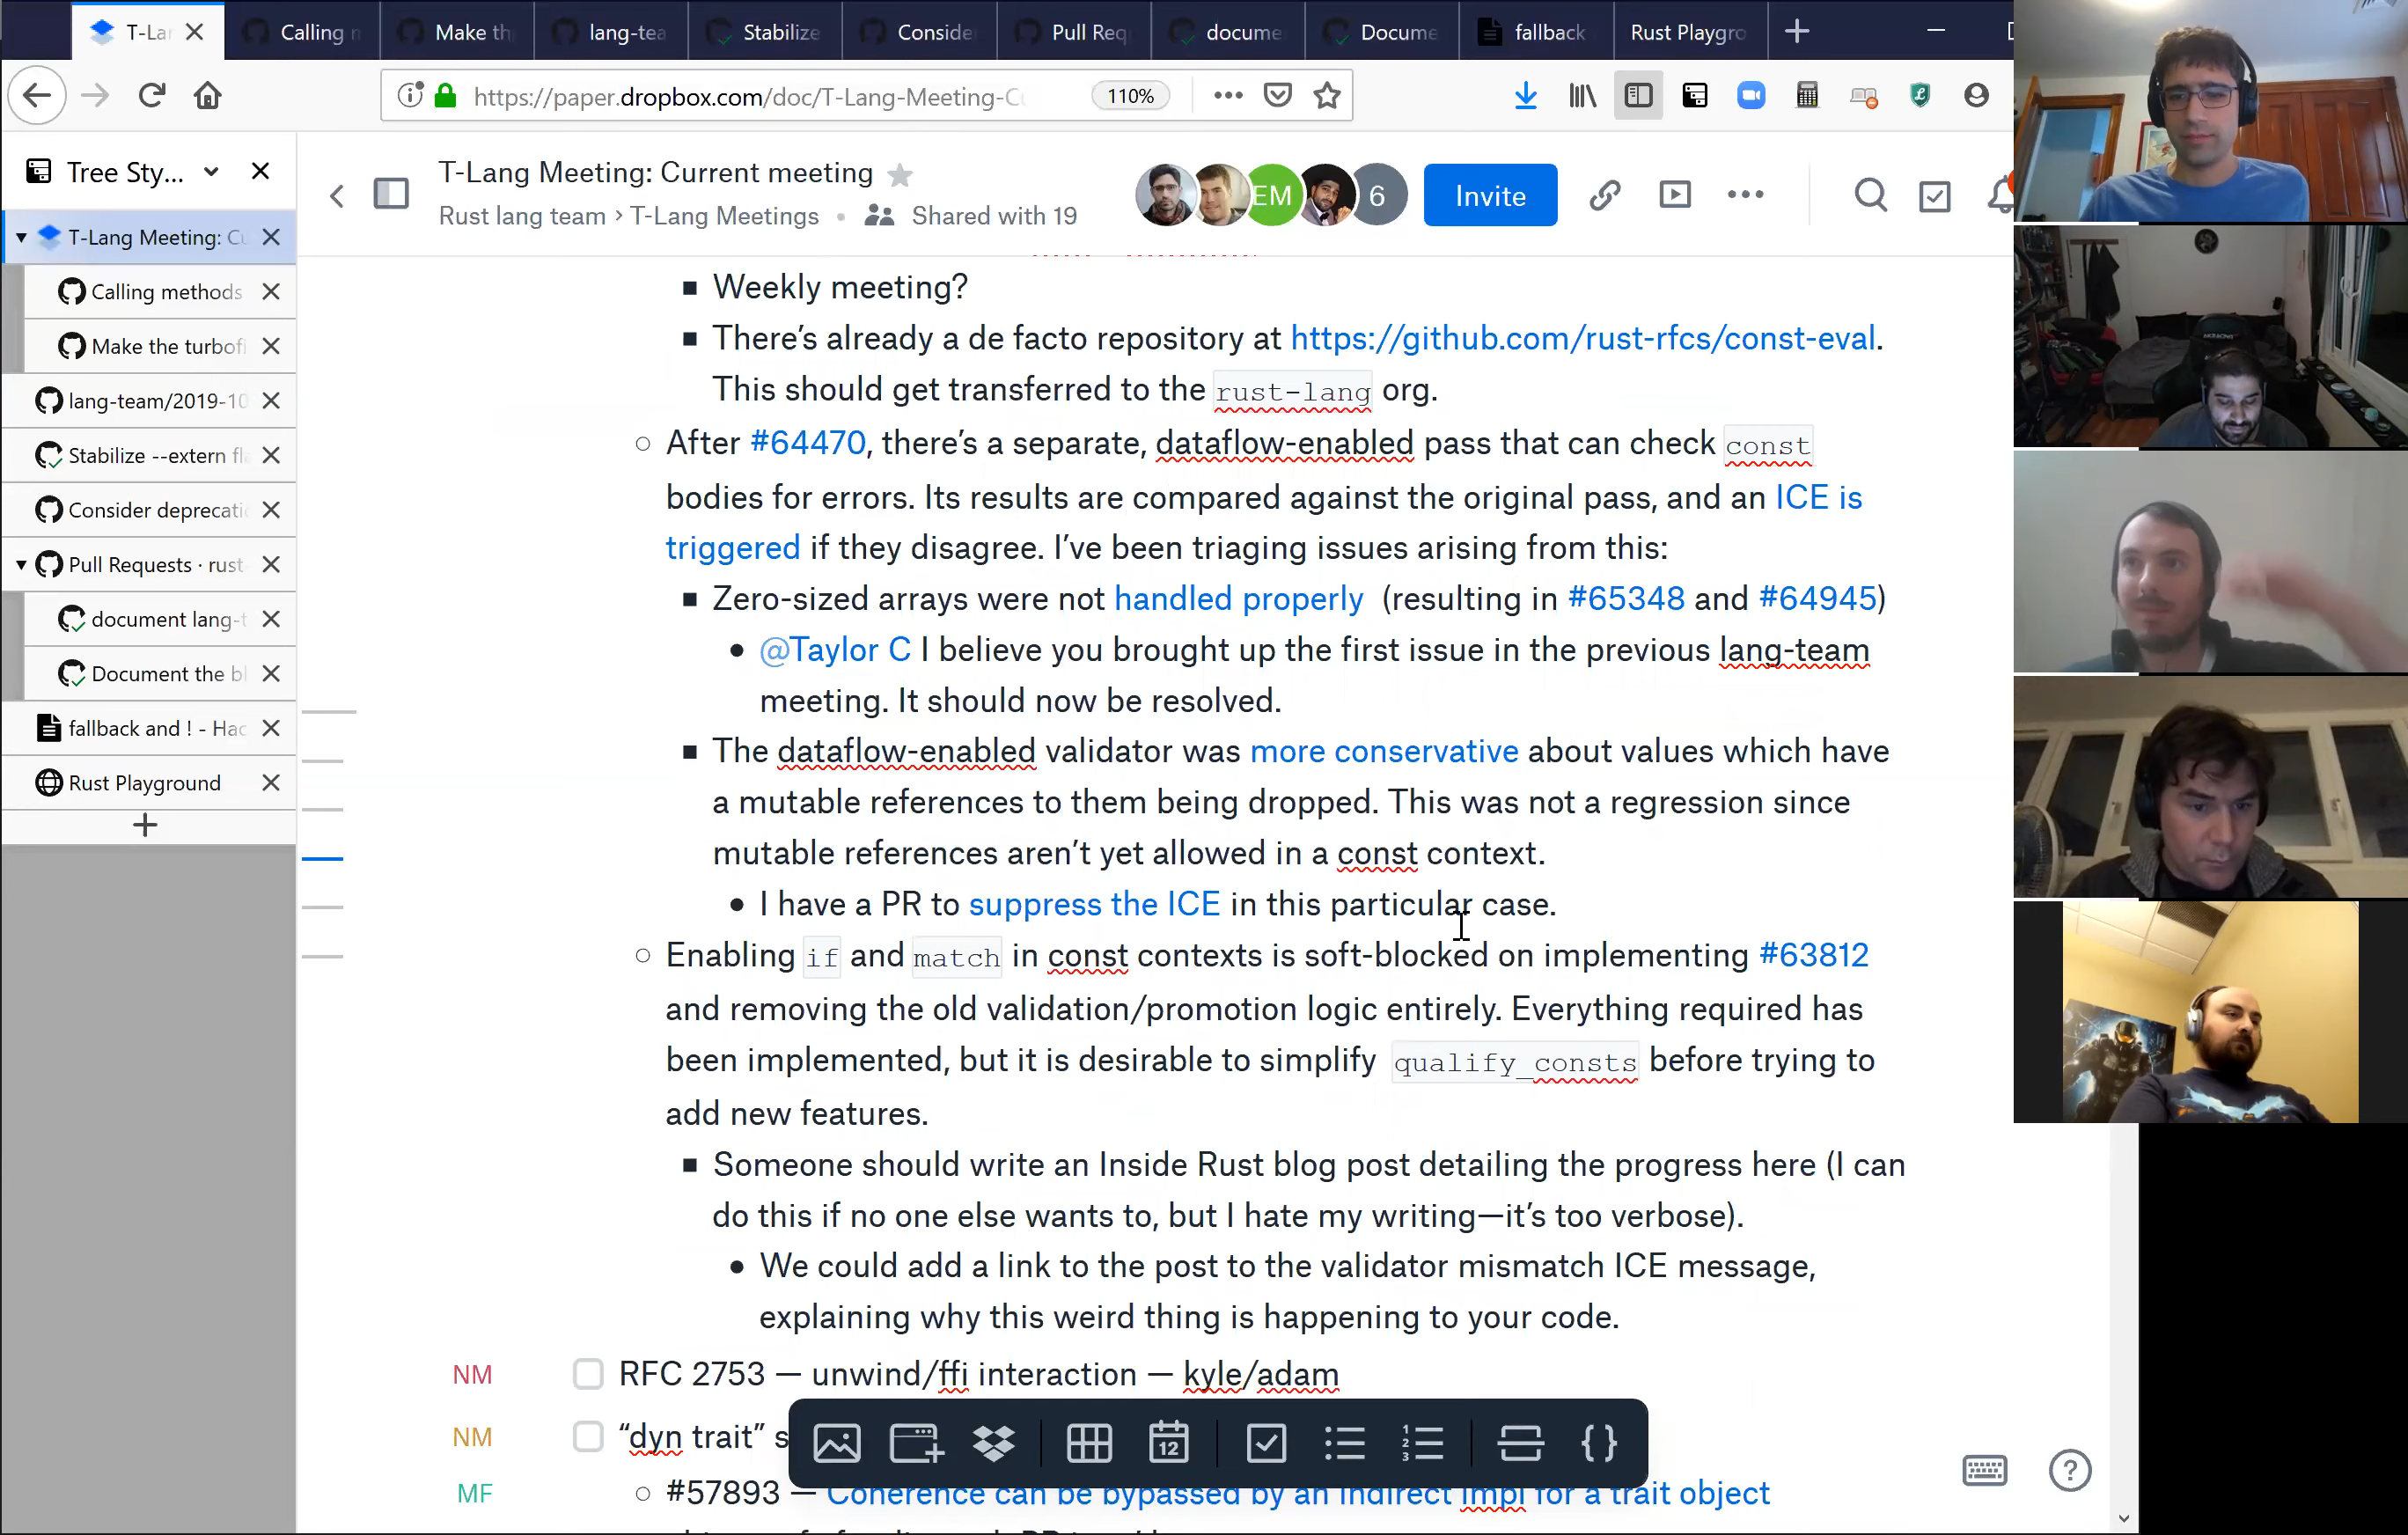 T-La
Calling m
Make th
lang-tea
Stabilize
Conside
Pull Req
docume
Docume
fallback
Rust Playgro
https://paper.dropbox.com/doc/T-Lang-Meeting-Cu
110%
Tree Sty...
T-Lang Meeting: Current meeting
Rust lang team › T-Lang Meetings • Shared with 19
EM
6
Invite
T-Lang Meeting: Cu
Calling methods
Make the turbofi
lang-team/2019-10
Stabilize --extern fl
Consider deprecati
Pull Requests · rust-
document lang-t
Document the bl
fallback and ! - Hac
Rust Playground
■ Weekly meeting?
■ There’s already a de facto repository at https://github.com/rust-rfcs/const-eval.
This should get transferred to the rust-lang org.
○ After #64470, there’s a separate, dataflow-enabled pass that can check const
bodies for errors. Its results are compared against the original pass, and an ICE is
triggered if they disagree. I’ve been triaging issues arising from this:
■ Zero-sized arrays were not handled properly (resulting in #65348 and #64945)
● @Taylor C I believe you brought up the first issue in the previous lang-team
meeting. It should now be resolved.
■ The dataflow-enabled validator was more conservative about values which have
a mutable references to them being dropped. This was not a regression since
mutable references aren’t yet allowed in a const context.
● I have a PR to suppress the ICE in this particular case.
○ Enabling if and match in const contexts is soft-blocked on implementing #63812
and removing the old validation/promotion logic entirely. Everything required has
been implemented, but it is desirable to simplify qualify_consts before trying to
add new features.
■ Someone should write an Inside Rust blog post detailing the progress here (I can
do this if no one else wants to, but I hate my writing—it’s too verbose).
● We could add a link to the post to the validator mismatch ICE message,
explaining why this weird thing is happening to your code.
NM RFC 2753 — unwind/ffi interaction — kyle/adam
NM “dyn trait” s
12
MF ○ #57893 — Coherence can be bypassed by an indirect impl for a trait object